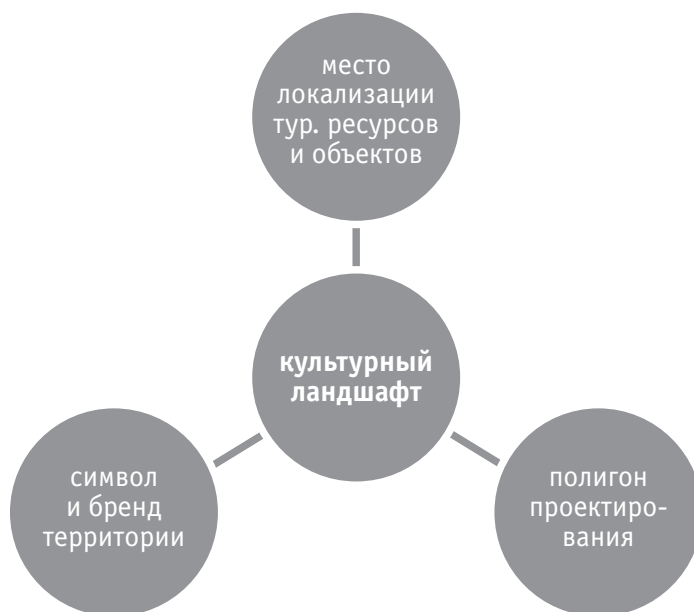 место
локализации
тур. ресурсов
и объектов
культурный
ландшафт
символ
и бренд
территории
полигон
проектиро-
вания